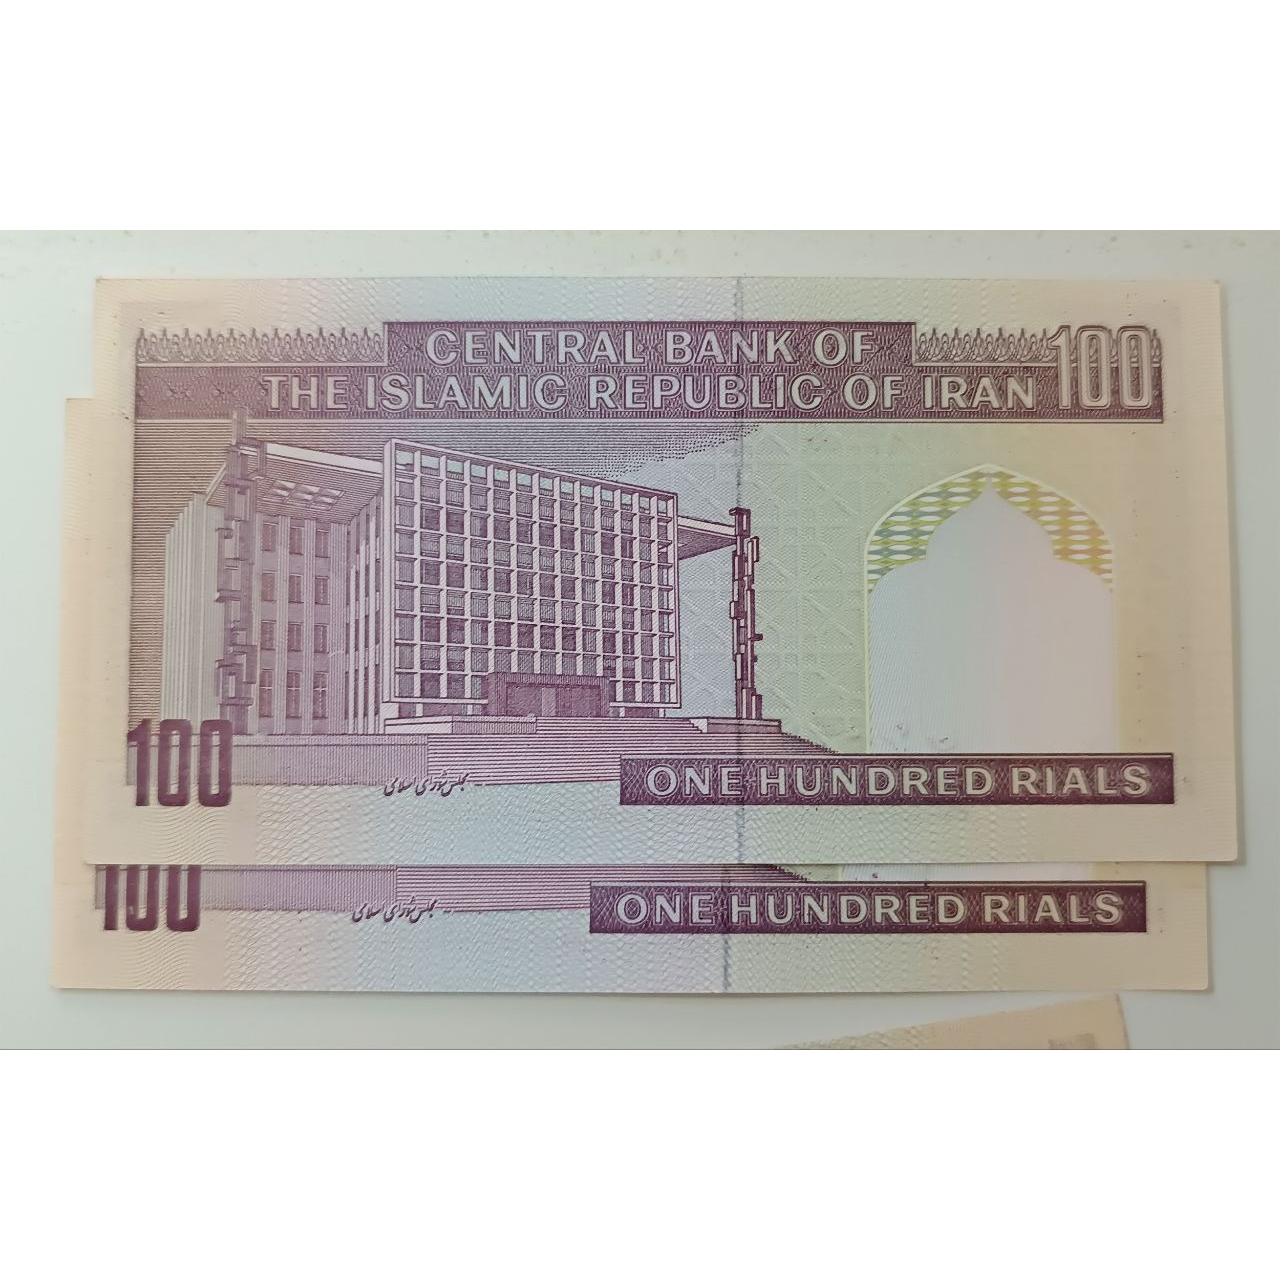 CENTRAL BANK OF
THE ISLAMIC REPUBLIC OF IRAN 100
100
مجلس شورای اسلامی
ONE HUNDRED RIALS
100
مجلس شورای اسلامی
ONE HUNDRED RIALS